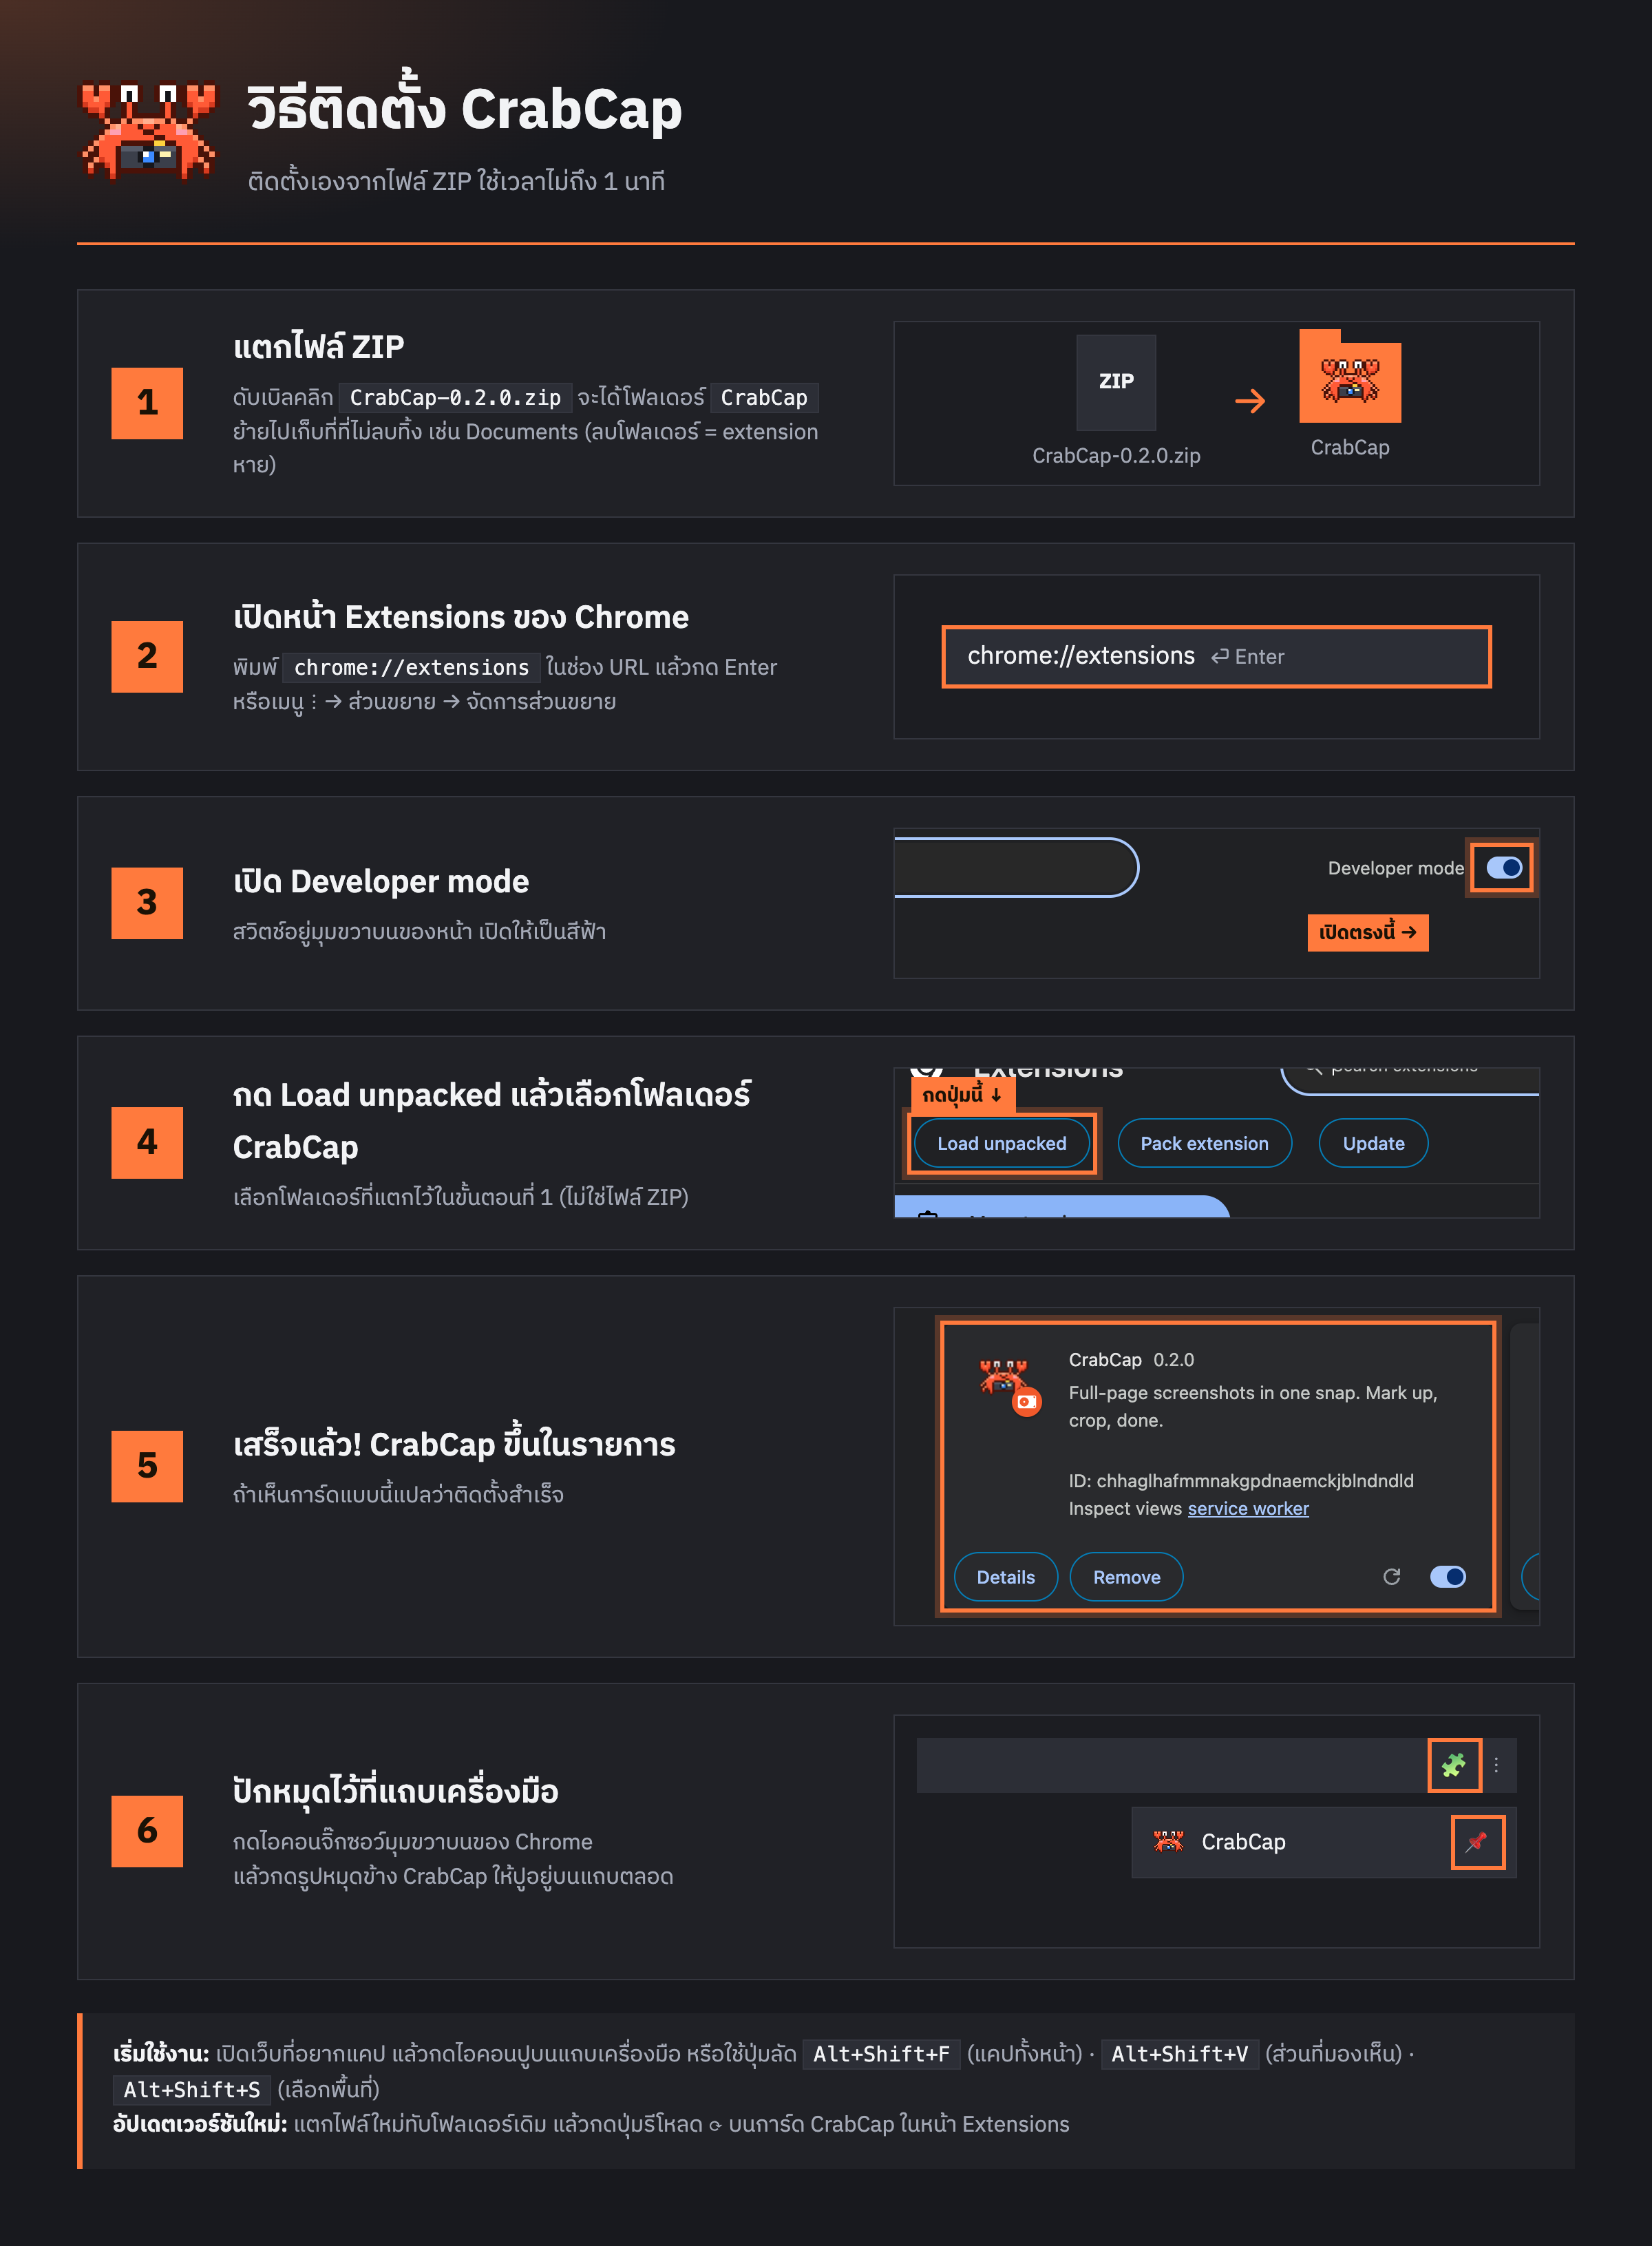 วิธีติดตั้ง CrabCap
ติดตั้งเองจากไฟล์ ZIP ใช้เวลาไม่ถึง 1 นาที
1
แตกไฟล์ ZIP
ดับเบิลคลิก CrabCap-0.2.0.zip จะได้โฟลเดอร์ CrabCap
ย้ายไปเก็บที่ที่ไม่ลบทิ้ง เช่น Documents (ลบโฟลเดอร์ = extension
หาย)
ZIP
→
CrabCap-0.2.0.zip
CrabCap
2
เปิดหน้า Extensions ของ Chrome
พิมพ์ chrome://extensions ในช่อง URL แล้วกด Enter
หรือเมนู ⋮ → ส่วนขยาย → จัดการส่วนขยาย
chrome://extensions ⏎ Enter
3
เปิด Developer mode
สวิตช์อยู่มุมขวาบนของหน้า เปิดให้เป็นสีฟ้า
Developer mode
เปิดตรงนี้ →
4
กด Load unpacked แล้วเลือกโฟลเดอร์
CrabCap
เลือกโฟลเดอร์ที่แตกไว้ในขั้นตอนที่ 1 (ไม่ใช่ไฟล์ ZIP)
Extensions
Search extensions
กดปุ่มนี้ ↓
Load unpacked
Pack extension
Update
5
เสร็จแล้ว! CrabCap ขึ้นในรายการ
ถ้าเห็นการ์ดแบบนี้แปลว่าติดตั้งสำเร็จ
CrabCap 0.2.0
Full-page screenshots in one snap. Mark up,
crop, done.
ID: chhaglhafmmnakgpdnaemckjblndndld
Inspect views service worker
Details
Remove
6
ปักหมุดไว้ที่แถบเครื่องมือ
กดไอคอนจิ๊กซอว์มุมขวาบนของ Chrome
แล้วกดรูปหมุดข้าง CrabCap ให้ปูอยู่บนแถบตลอด
⋮
CrabCap
เริ่มใช้งาน: เปิดเว็บที่อยากแคป แล้วกดไอคอนปูบนแถบเครื่องมือ หรือใช้ปุ่มลัด Alt+Shift+F (แคปทั้งหน้า) · Alt+Shift+V (ส่วนที่มองเห็น) ·
Alt+Shift+S (เลือกพื้นที่)
อัปเดตเวอร์ชันใหม่: แตกไฟล์ใหม่ทับโฟลเดอร์เดิม แล้วกดปุ่มรีโหลด ⟳ บนการ์ด CrabCap ในหน้า Extensions